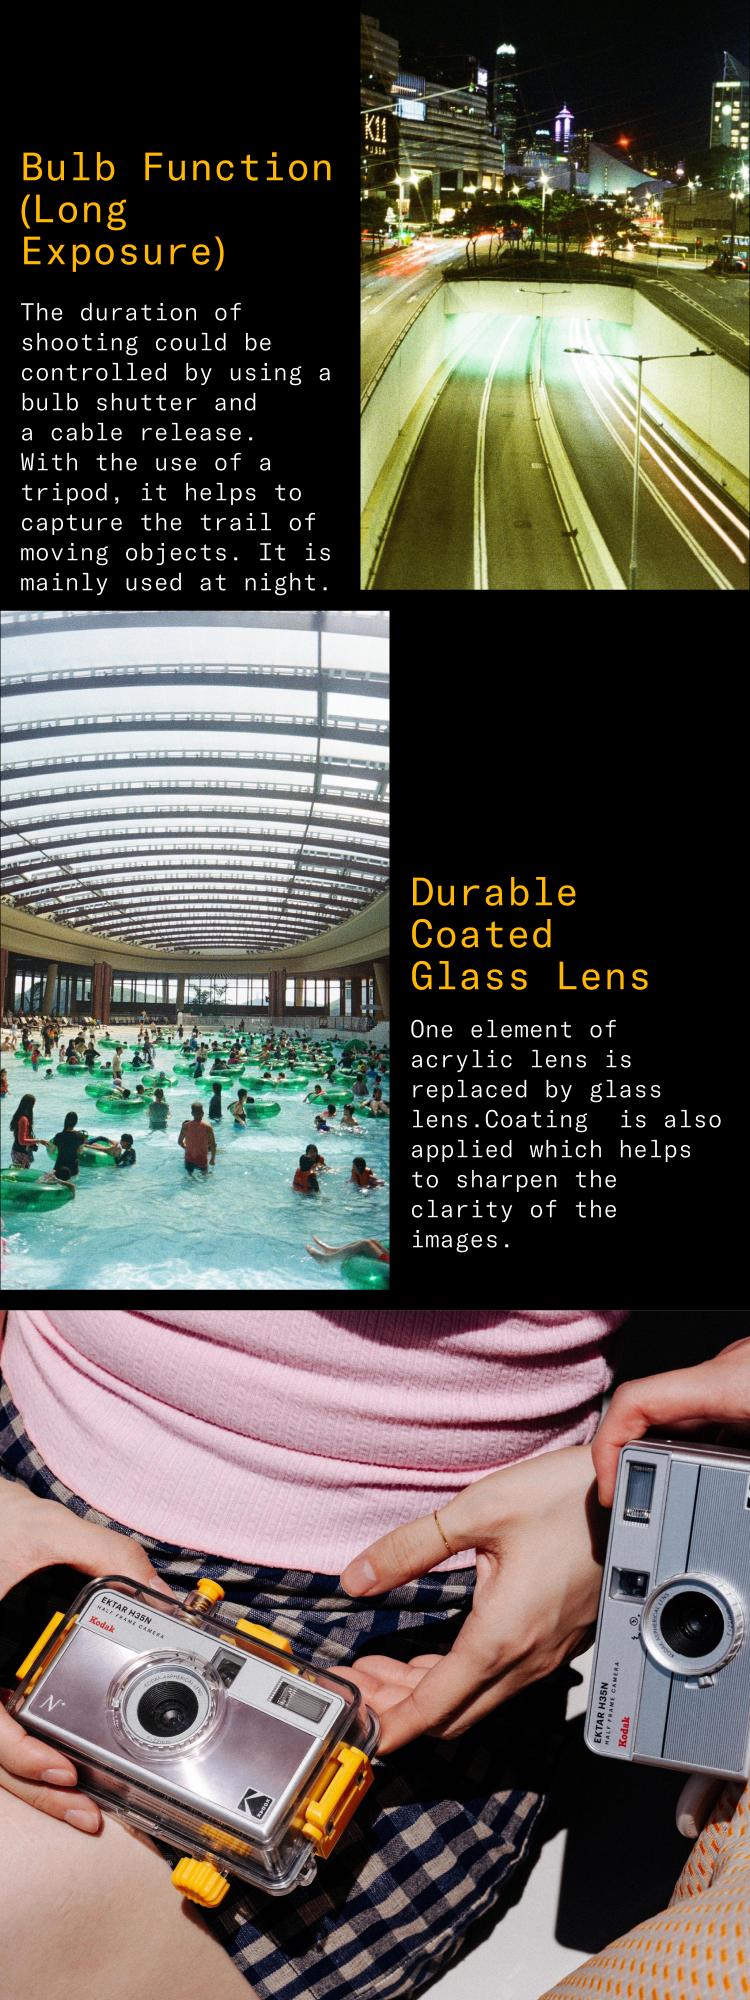 K11
Bulb Function
(Long
Exposure)
The duration of
shooting could be
controlled by using a
bulb shutter and
a cable release.
With the use of a
tripod, it helps to
capture the trail of
moving objects. It is
mainly used at night.
Durable
Coated
Glass Lens
One element of
acrylic lens is
replaced by glass
lens.Coating  is also
applied which helps
to sharpen the
clarity of the
images.
EKTAR H35N
HALF FRAME CAMERA
Kodak
N
Kodak
EKTAR H35N
HALF FRAME CAMERA
Kodak